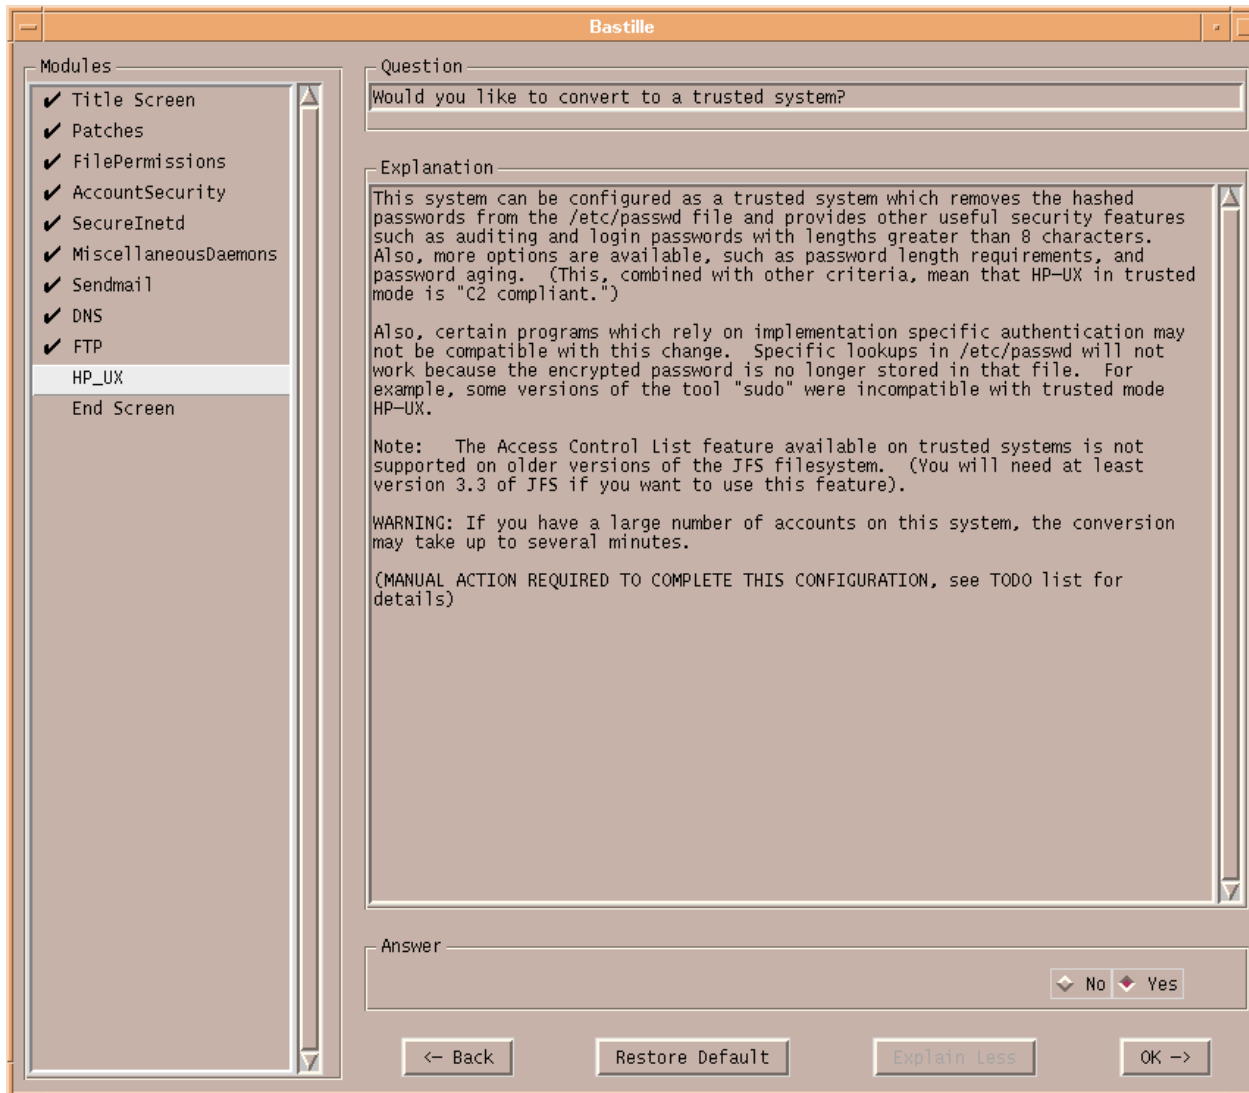 Bastille
Modules
Title Screen
Patches
FilePermissions
AccountSecurity
SecureInetd
MiscellaneousDaemons
Sendmail
DNS
FTP
HP_UX
End Screen
Question
Would you like to convert to a trusted system?
Explanation
This system can be configured as a trusted system which removes the hashed
passwords from the /etc/passwd file and provides other useful security features
such as auditing and login passwords with lengths greater than 8 characters.
Also, more options are available, such as password length requirements, and
password aging.  (This, combined with other criteria, mean that HP-UX in trusted
mode is "C2 compliant.")
Also, certain programs which rely on implementation specific authentication may
not be compatible with this change.  Specific lookups in /etc/passwd will not
work because the encrypted password is no longer stored in that file.  For
example, some versions of the tool "sudo" were incompatible with trusted mode
HP-UX.
Note:   The Access Control List feature available on trusted systems is not
supported on older versions of the JFS filesystem.  (You will need at least
version 3.3 of JFS if you want to use this feature).
WARNING: If you have a large number of accounts on this system, the conversion
may take up to several minutes.
(MANUAL ACTION REQUIRED TO COMPLETE THIS CONFIGURATION, see TODO list for
details)
Answer
No Yes
<- Back Restore Default Explain Less OK ->